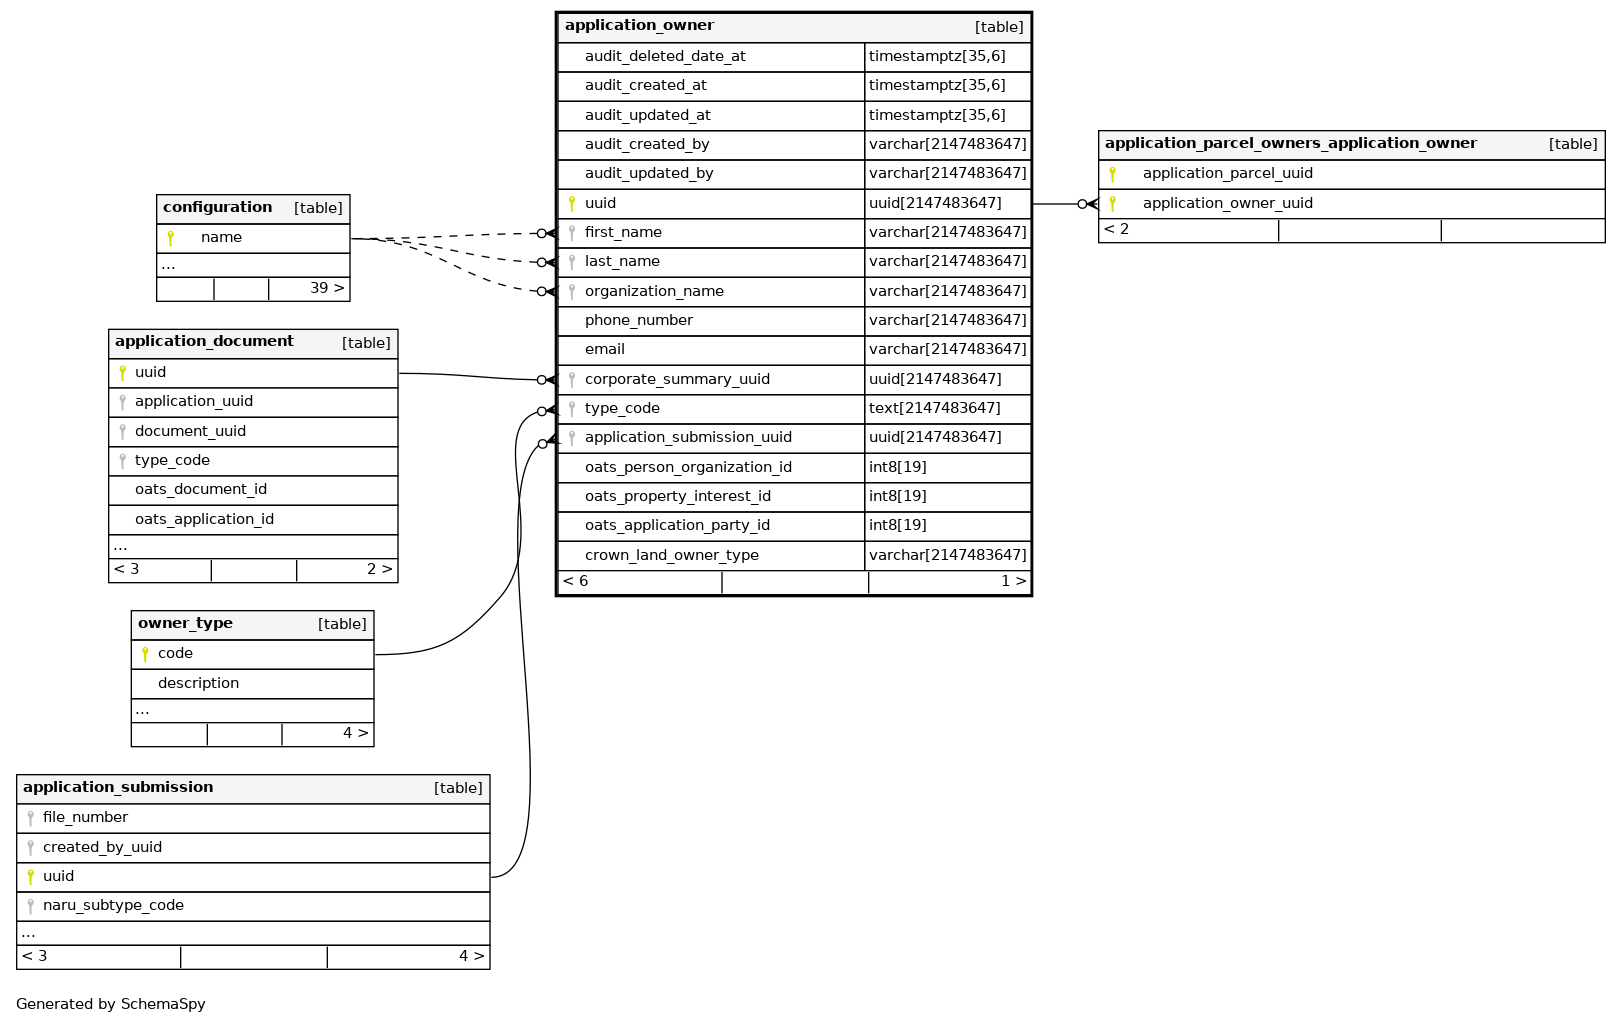 application_owner [table]
audit_deleted_date_at timestamptz[35,6]
audit_created_at timestamptz[35,6]
audit_updated_at timestamptz[35,6]
audit_created_by varchar[2147483647]
audit_updated_by varchar[2147483647]
uuid uuid[2147483647]
first_name varchar[2147483647]
last_name varchar[2147483647]
organization_name varchar[2147483647]
phone_number varchar[2147483647]
email varchar[2147483647]
corporate_summary_uuid uuid[2147483647]
type_code text[2147483647]
application_submission_uuid uuid[2147483647]
oats_person_organization_id int8[19]
oats_property_interest_id int8[19]
oats_application_party_id int8[19]
crown_land_owner_type varchar[2147483647]
< 6 1 >
application_parcel_owners_application_owner [table]
application_parcel_uuid
application_owner_uuid
< 2
configuration [table]
name
...
39 >
application_document [table]
uuid
application_uuid
document_uuid
type_code
oats_document_id
oats_application_id
...
< 3 2 >
owner_type [table]
code
description
...
4 >
application_submission [table]
file_number
created_by_uuid
uuid
naru_subtype_code
...
< 3 4 >
Generated by SchemaSpy